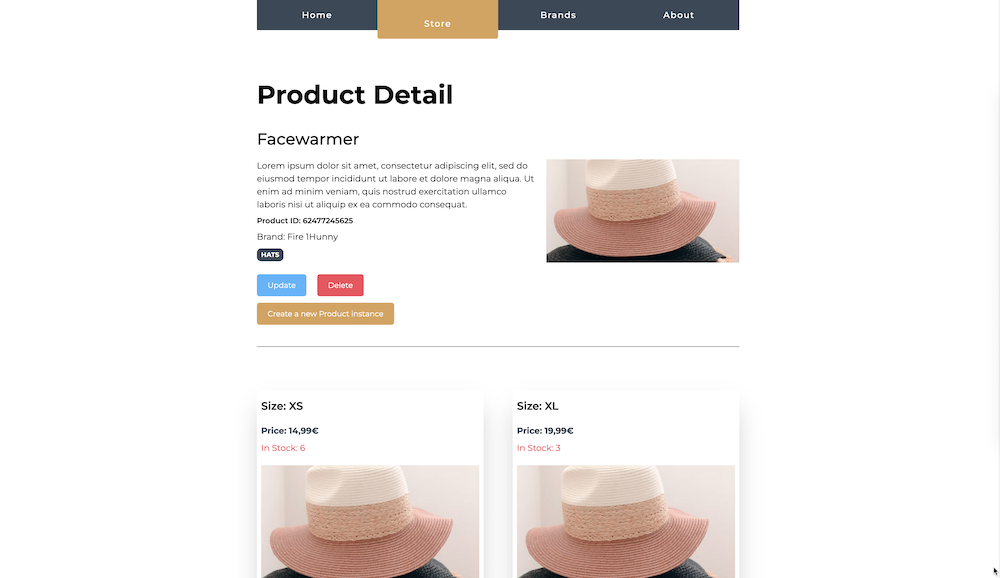 Home
Store
Brands
About
Product Detail
Facewarmer
Lorem ipsum dolor sit amet, consectetur adipiscing elit, sed do
eiusmod tempor incididunt ut labore et dolore magna aliqua. Ut
enim ad minim veniam, quis nostrud exercitation ullamco
laboris nisi ut aliquip ex ea commodo consequat.
Product ID: 62477245625
Brand: Fire 1Hunny
HATS
Update
Delete
Create a new Product instance
Size: XS
Price: 14,99€
In Stock: 6
Size: XL
Price: 19,99€
In Stock: 3